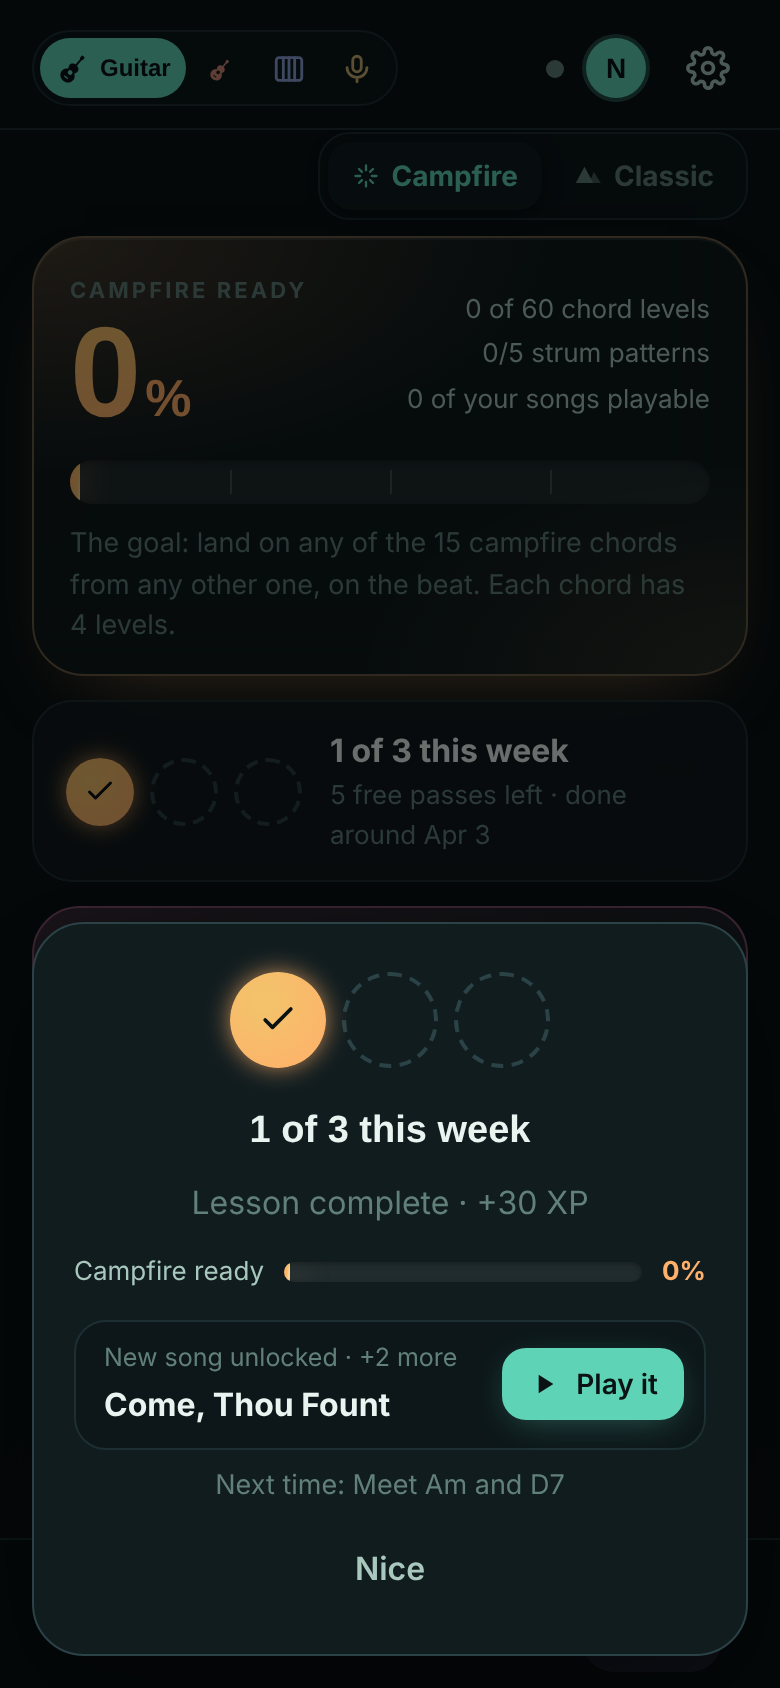 Guitar
N
Campfire
Classic
CAMPFIRE READY
0%
0 of 60 chord levels
0/5 strum patterns
0 of your songs playable
The goal: land on any of the 15 campfire chords
from any other one, on the beat. Each chord has
4 levels.
1 of 3 this week
5 free passes left · done
around Apr 3
1 of 3 this week
Lesson complete · +30 XP
Campfire ready
0%
New song unlocked · +2 more
Come, Thou Fount
Play it
Next time: Meet Am and D7
Nice